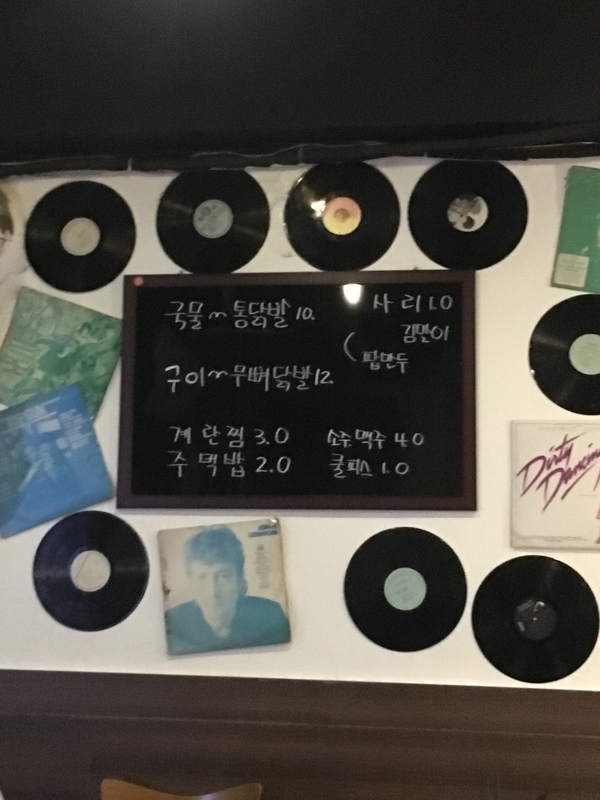 국물~통닭발 10.
사리 1.0
김말이
팝만두
구이~무뼈닭발 12.
계란찜 3.0
소주맥주 4.0
주먹밥 2.0
쿨피스 1.0
Dirty
Dancing